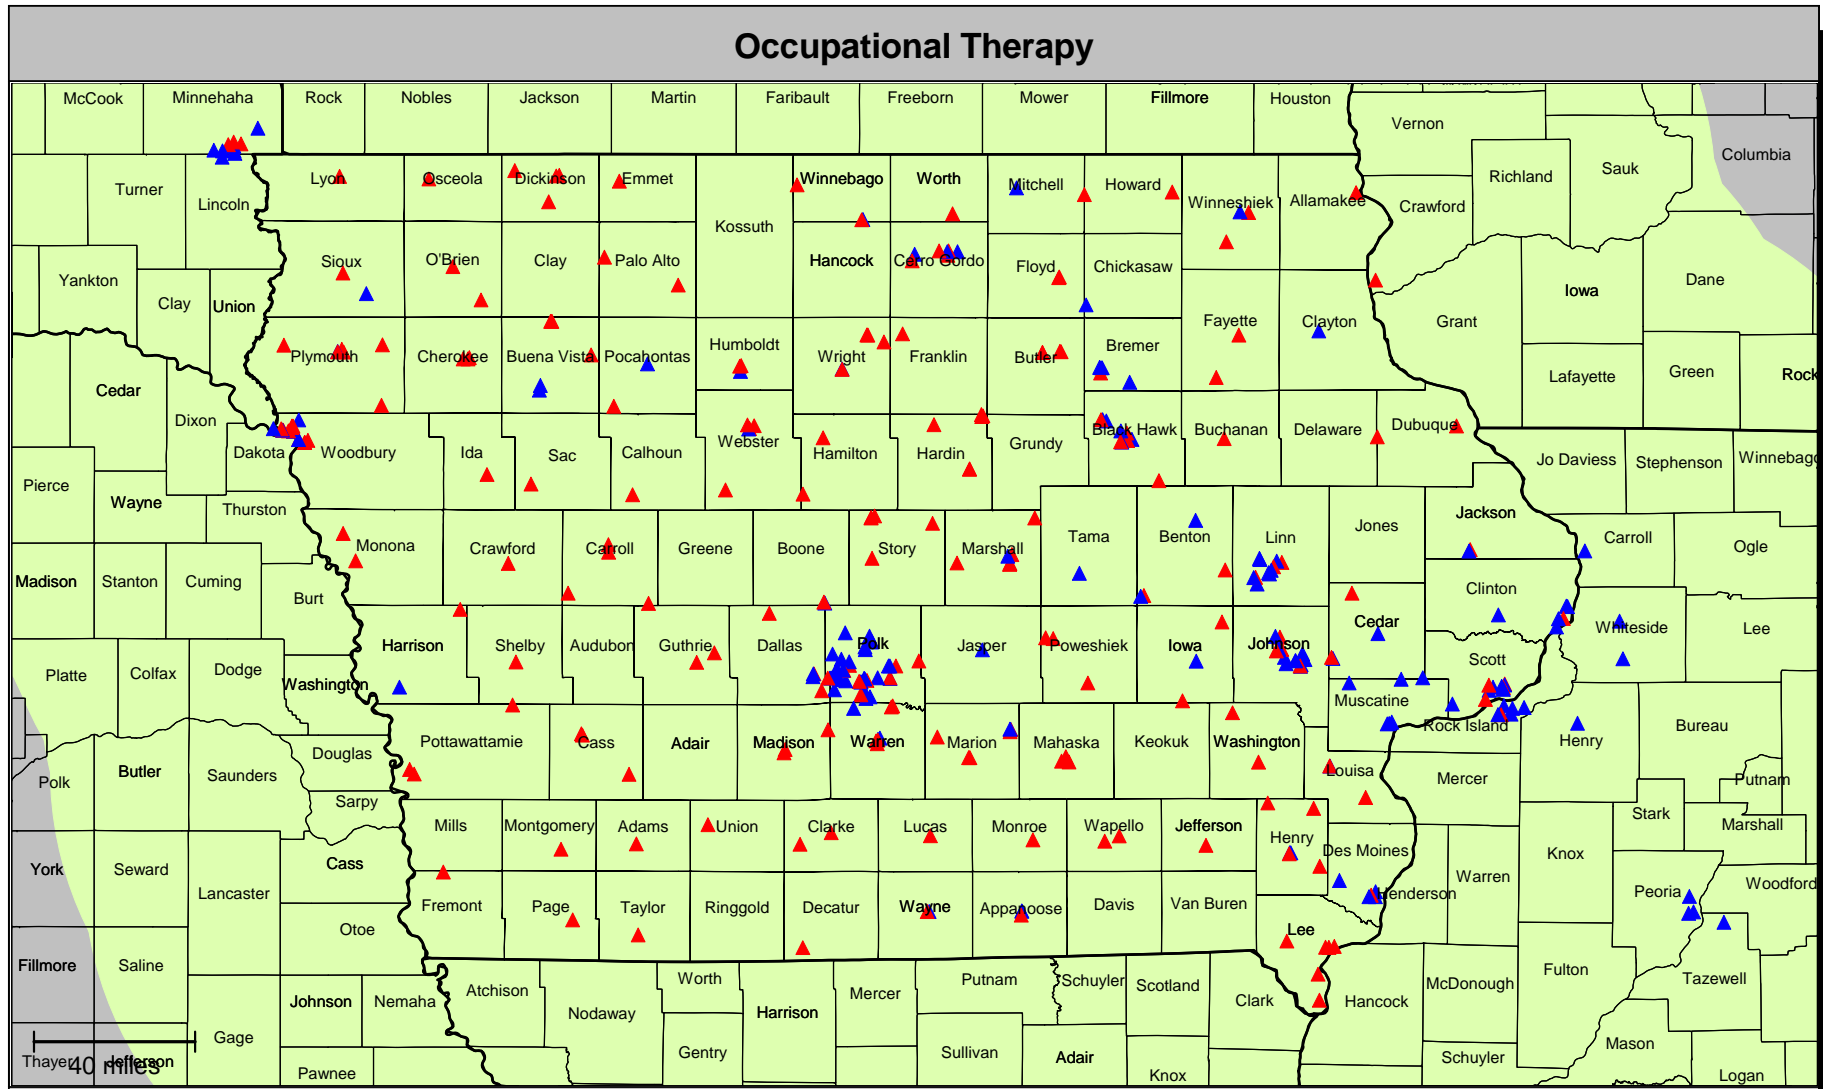 Occupational Therapy
McCook Minnehaha Rock Nobles Jackson Martin Faribault Freeborn Mower Fillmore Houston
Vernon
Columbia
Sauk
Richland
Turner Lincoln Lyon Osceola Dickinson Emmet Winnebago Worth Mitchell Howard Winneshiek Allamakee Crawford
Kossuth
Yankton Clay Union Sioux O'Brien Clay Palo Alto Hancock Cerro Gordo Floyd Chickasaw Iowa Dane
Fayette Clayton Grant
Plymouth Cherokee Buena Vista Pocahontas Humboldt Wright Franklin Butler Bremer Lafayette Green Rock
Cedar
Dixon
Dakota Woodbury Ida Sac Calhoun Webster Hamilton Hardin Grundy Black Hawk Buchanan Delaware Dubuque Jo Daviess Stephenson Winnebago
Pierce Wayne Thurston
Monona Crawford Carroll Greene Boone Story Marshall Tama Benton Linn Jones Jackson Carroll Ogle
Madison Stanton Cuming Burt
Clinton
Harrison Shelby Audubon Guthrie Dallas Polk Jasper Poweshiek Iowa Johnson Cedar Scott Whiteside Lee
Platte Colfax Dodge Washington
Muscatine Rock Island Henry Bureau
Pottawattamie Cass Adair Madison Warren Marion Mahaska Keokuk Washington Louisa Mercer
Polk Butler Saunders Douglas Sarpy
Putnam Stark Marshall
Mills Montgomery Adams Union Clarke Lucas Monroe Wapello Jefferson Henry Des Moines
York Seward Lancaster Cass
Henderson Warren Knox Peoria Woodford
Fremont Page Taylor Ringgold Decatur Wayne Appanoose Davis Van Buren Lee
Otoe
Fillmore Saline
Johnson Nemaha Atchison Nodaway Worth Harrison Mercer Putnam Schuyler Scotland Clark Hancock McDonough Fulton Tazewell
Gage
Gentry Sullivan Adair Knox Schuyler Mason Logan
Thayer Jefferson Pawnee
40 miles